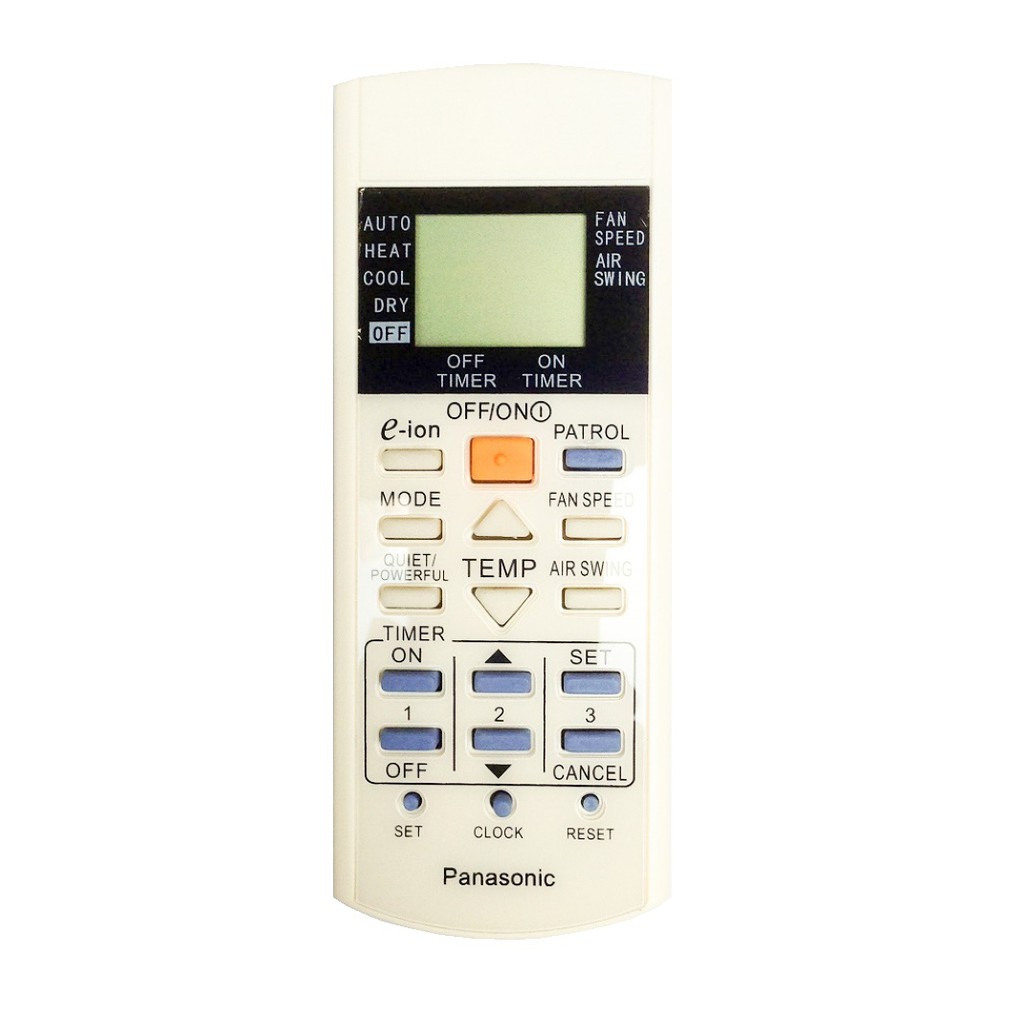 AUTO
HEAT
COOL
DRY
OFF
FAN
SPEED
AIR
SWING
OFF
TIMER
ON
TIMER
OFF/ON
e-ion
PATROL
MODE
FAN SPEED
QUIET/
POWERFUL
TEMP
AIR SWING
TIMER
ON
SET
1
2
3
OFF
CANCEL
SET
CLOCK
RESET
Panasonic